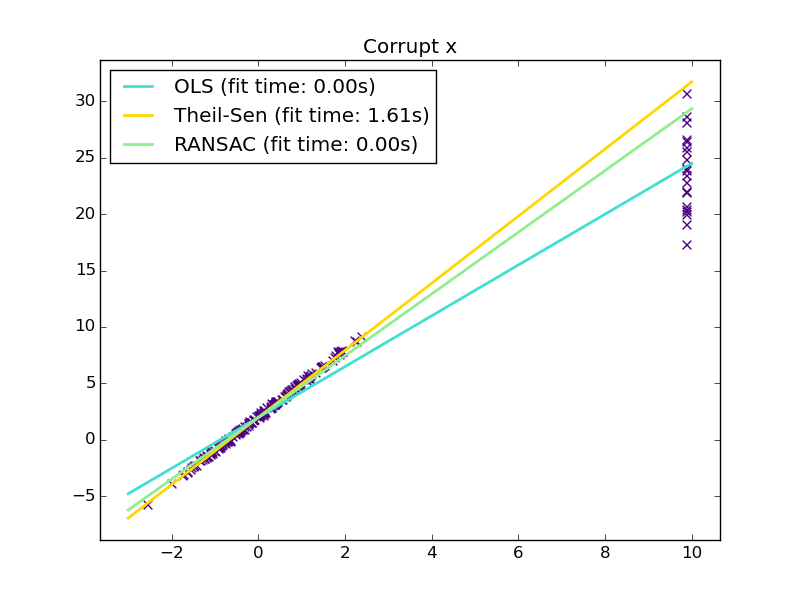 Corrupt x
OLS (fit time: 0.00s)
Theil-Sen (fit time: 1.61s)
RANSAC (fit time: 0.00s)
30
25
20
15
10
5
0
−5
−2 0 2 4 6 8 10